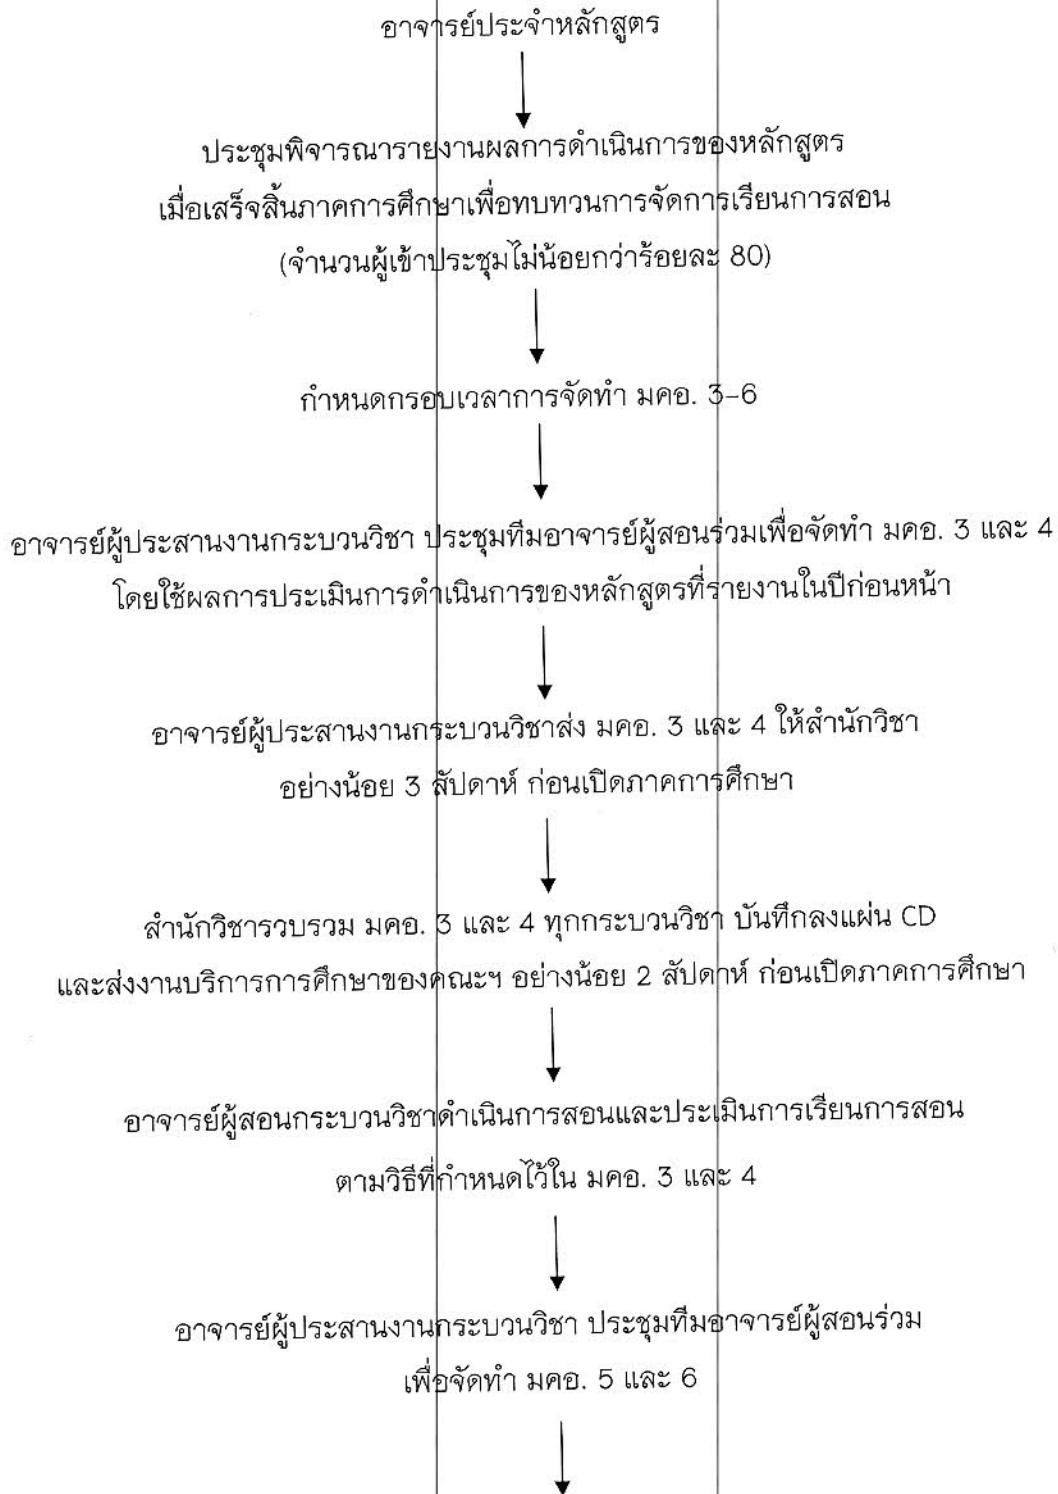 อาจารย์ประจำหลักสูตร
ประชุมพิจารณารายงานผลการดำเนินการของหลักสูตร
เมื่อเสร็จสิ้นภาคการศึกษาเพื่อทบทวนการจัดการเรียนการสอน
(จำนวนผู้เข้าประชุมไม่น้อยกว่าร้อยละ 80)
กำหนดกรอบเวลาการจัดทำ มคอ. 3-6
อาจารย์ผู้ประสานงานกระบวนวิชา ประชุมทีมอาจารย์ผู้สอนร่วมเพื่อจัดทำ มคอ. 3 และ 4
โดยใช้ผลการประเมินการดำเนินการของหลักสูตรที่รายงานในปีก่อนหน้า
อาจารย์ผู้ประสานงานกระบวนวิชาส่ง มคอ. 3 และ 4 ให้สำนักวิชา
อย่างน้อย 3 สัปดาห์ ก่อนเปิดภาคการศึกษา
สำนักวิชารวบรวม มคอ. 3 และ 4 ทุกกระบวนวิชา บันทึกลงแผ่น CD
และส่งงานบริการการศึกษาของคณะฯ อย่างน้อย 2 สัปดาห์ ก่อนเปิดภาคการศึกษา
อาจารย์ผู้สอนกระบวนวิชาดำเนินการสอนและประเมินการเรียนการสอน
ตามวิธีที่กำหนดไว้ใน มคอ. 3 และ 4
อาจารย์ผู้ประสานงานกระบวนวิชา ประชุมทีมอาจารย์ผู้สอนร่วม
เพื่อจัดทำ มคอ. 5 และ 6